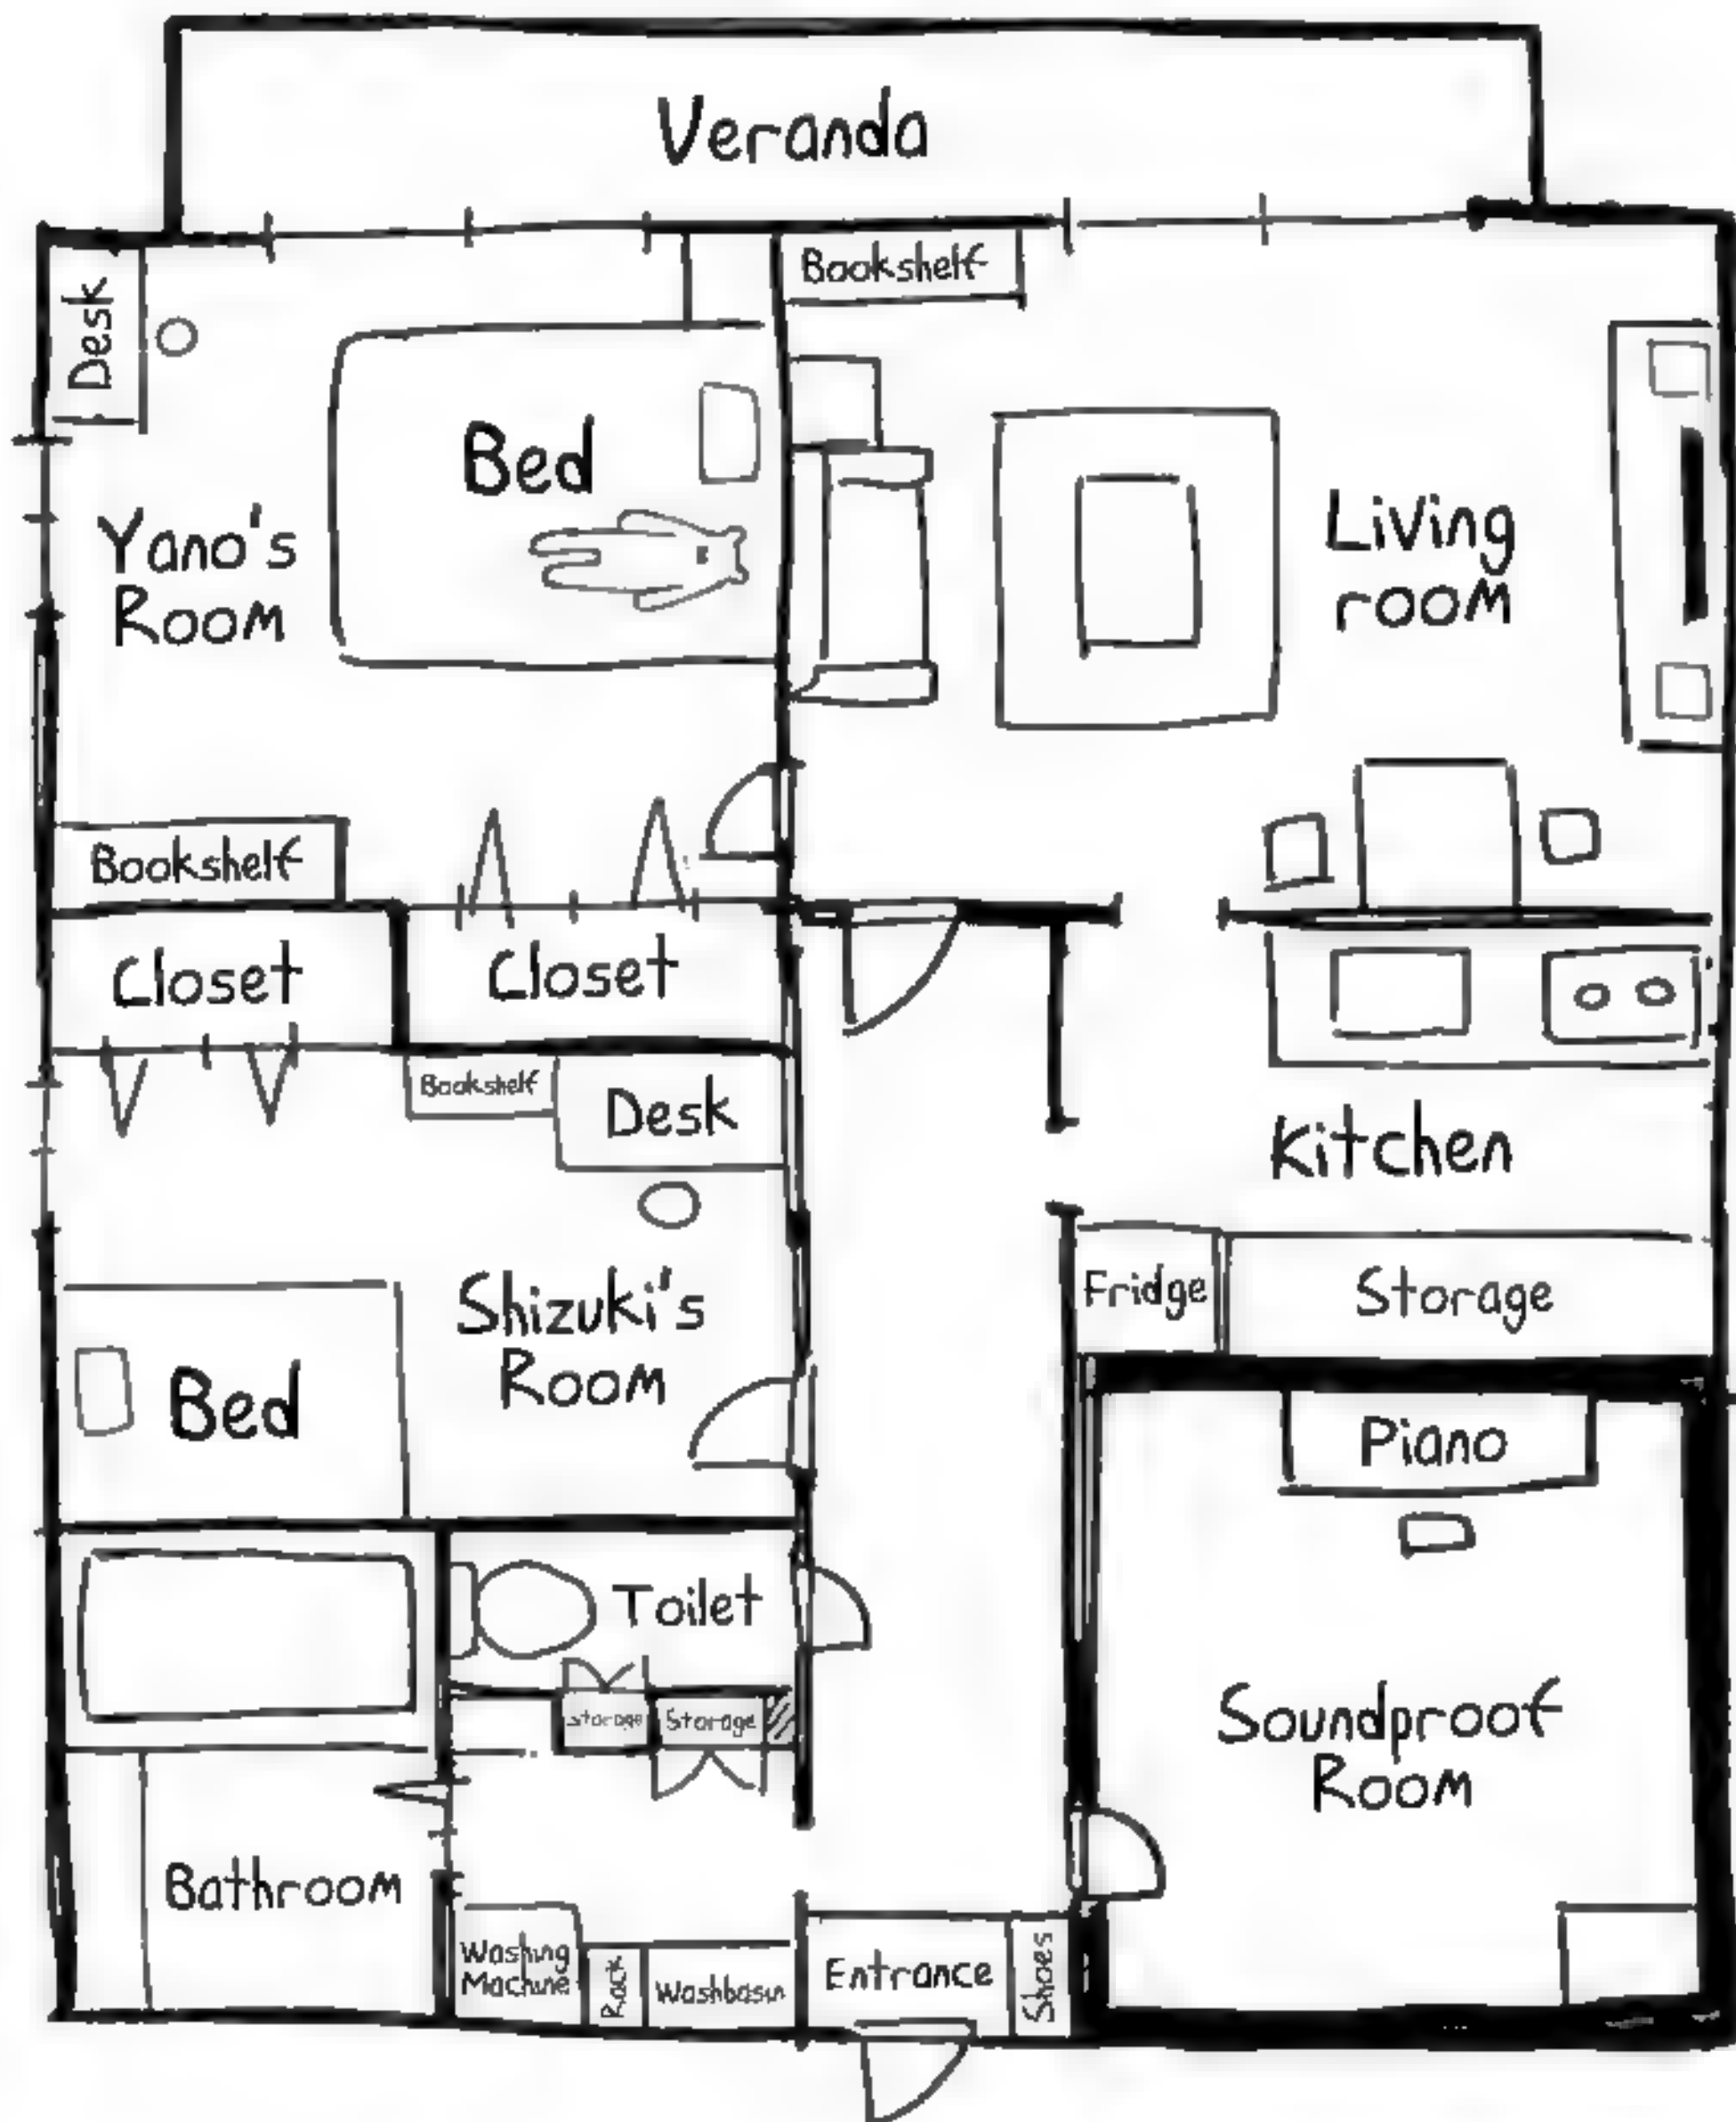 Veranda
Desk
Bookshelf
Bed
Yano's
Room
Living
room
Bookshelf
Closet
Closet
Bookshelf
Desk
Kitchen
Shizuki's
Room
Fridge
Storage
Bed
Piano
Toilet
Storage
Storage
Soundproof
Room
Bathroom
Washing
Machine
Rack
Washbasin
Entrance
Shoes